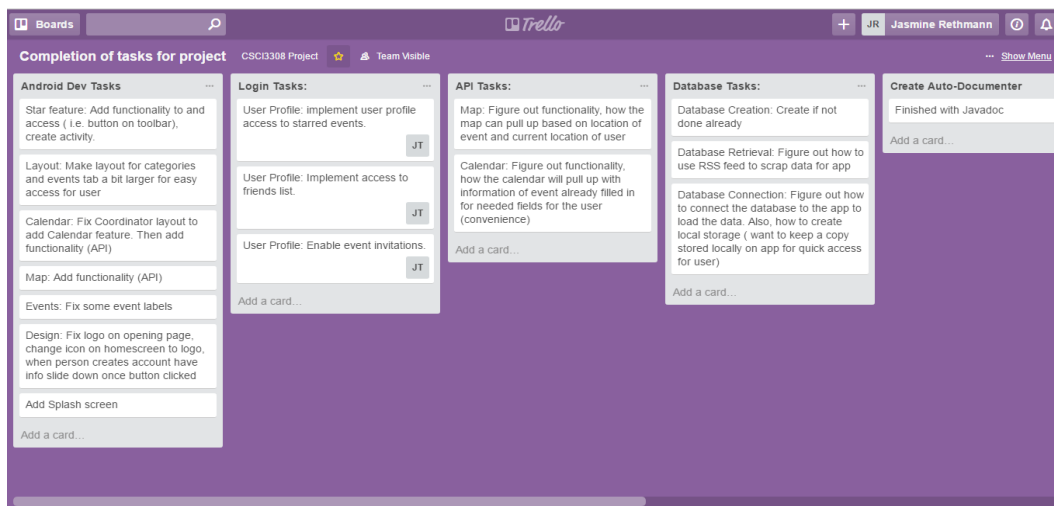 Boards
Trello
JR Jasmine Rethmann
Completion of tasks for project
CSCI3308 Project
Team Visible
... Show Menu
Android Dev Tasks ...
Star feature: Add functionality to and
access ( i.e. button on toolbar),
create activity.
Layout: Make layout for categories
and events tab a bit larger for easy
access for user
Calendar: Fix Coordinator layout to
add Calendar feature. Then add
functionality (API)
Map: Add functionality (API)
Events: Fix some event labels
Design: Fix logo on opening page,
change icon on homescreen to logo,
when person creates account have
info slide down once button clicked
Add Splash screen
Add a card...
Login Tasks: ...
User Profile: implement user profile
access to starred events.
JT
User Profile: Implement access to
friends list.
JT
User Profile: Enable event invitations.
JT
Add a card...
API Tasks: ...
Map: Figure out functionality, how the
map can pull up based on location of
event and current location of user
Calendar: Figure out functionality,
how the calendar will pull up with
information of event already filled in
for needed fields for the user
(convenience)
Add a card...
Database Tasks: ...
Database Creation: Create if not
done already
Database Retrieval: Figure out how to
use RSS feed to scrap data for app
Database Connection: Figure out how
to connect the database to the app to
load the data. Also, how to create
local storage ( want to keep a copy
stored locally on app for quick access
for user)
Add a card...
Create Auto-Documenter
Finished with Javadoc
Add a card...